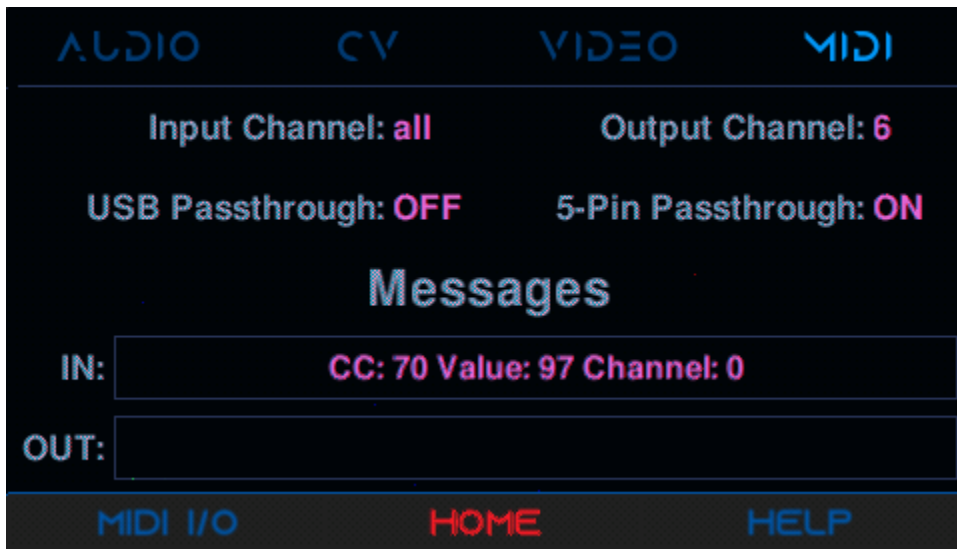 AUDIO CV VIDEO MIDI
Input Channel: all Output Channel: 6
USB Passthrough: OFF 5-Pin Passthrough: ON
Messages
IN: CC: 70 Value: 97 Channel: 0
OUT:
MIDI I/O HOME HELP